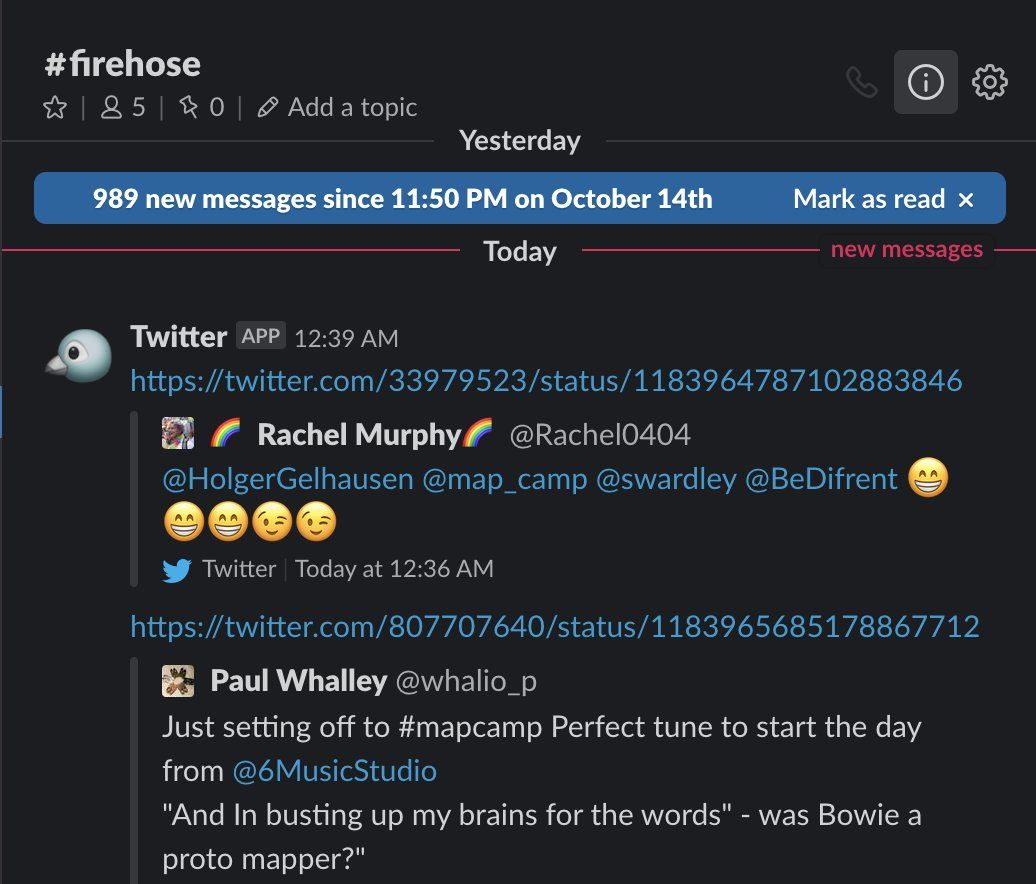 #firehose
5 | 0 | Add a topic
Yesterday
989 new messages since 11:50 PM on October 14th Mark as read ×
Today new messages
Twitter APP 12:39 AM
https://twitter.com/33979523/status/1183964787102883846
🌈 Rachel Murphy🌈 @Rachel0404
@HolgerGelhausen @map_camp @swardley @BeDifrent 😁
😁😁😉😉
Twitter | Today at 12:36 AM
https://twitter.com/807707640/status/1183965685178867712
Paul Whalley @whalio_p
Just setting off to #mapcamp Perfect tune to start the day
from @6MusicStudio
"And In busting up my brains for the words" - was Bowie a
proto mapper?"